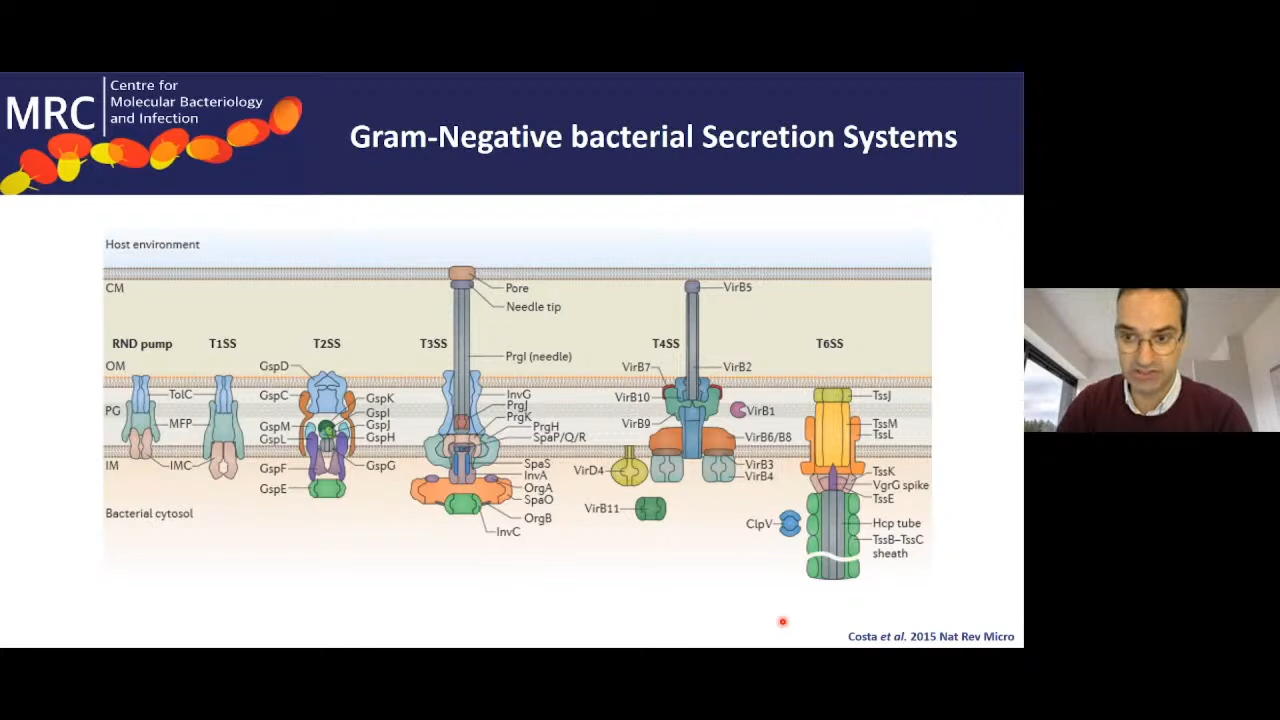 MRC
Centre for
Molecular Bacteriology
and Infection
Gram-Negative bacterial Secretion Systems
Host environment
CM
Pore
Needle tip
VirB5
RND pump
T1SS
T2SS
T3SS
T4SS
T6SS
PrgI (needle)
OM
GspD
VirB7
VirB2
TolC
GspC
GspK
InvG
VirB10
TssJ
PG
GspI
PrgJ
VirB1
MFP
GspM
GspJ
PrgK
VirB9
TssM
GspL
GspH
PrgH
SpaP/Q/R
VirB6/B8
TssL
IM
IMC
GspF
GspG
SpaS
VirD4
VirB3
TssK
InvA
VirB4
VgrG spike
GspE
OrgA
TssE
SpaO
Bacterial cytosol
OrgB
VirB11
ClpV
Hcp tube
InvC
TssB–TssC
sheath
Costa et al. 2015 Nat Rev Micro